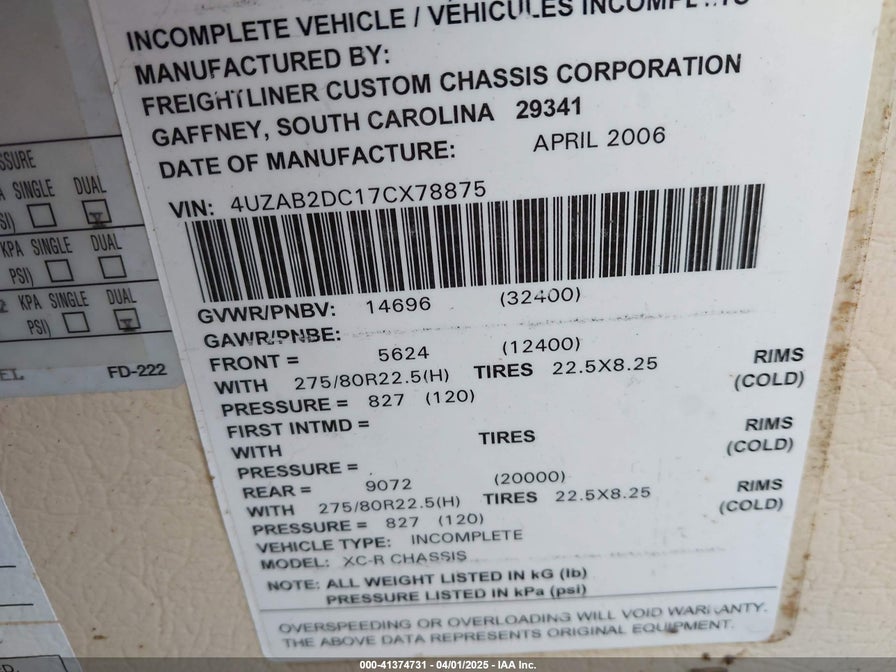 INCOMPLETE VEHICLE / VÉHICULES INCOMPLETS
MANUFACTURED BY:
FREIGHTLINER CUSTOM CHASSIS CORPORATION
GAFFNEY, SOUTH CAROLINA 29341
DATE OF MANUFACTURE: APRIL 2006
VIN: 4UZAB2DC17CX78875
GVWR/PNBV: 14696 (32400)
GAWR/PNBE:
FRONT = 5624 (12400)
WITH 275/80R22.5(H) TIRES 22.5X8.25 RIMS
PRESSURE = 827 (120) (COLD)
FIRST INTMD =
WITH TIRES RIMS
PRESSURE = (COLD)
REAR = 9072 (20000)
WITH 275/80R22.5(H) TIRES 22.5X8.25 RIMS
PRESSURE = 827 (120) (COLD)
VEHICLE TYPE: INCOMPLETE
MODEL: XC-R CHASSIS
NOTE: ALL WEIGHT LISTED IN kG (lb)
PRESSURE LISTED IN kPa (psi)
OVERSPEEDING OR OVERLOADING WILL VOID WARRANTY.
THE ABOVE DATA REPRESENTS ORIGINAL EQUIPMENT.
SINGLE DUAL
KPA SINGLE DUAL
PSI)
KPA SINGLE DUAL
PSI)
FD-222
000-41374731 - 04/01/2025 - IAA Inc.